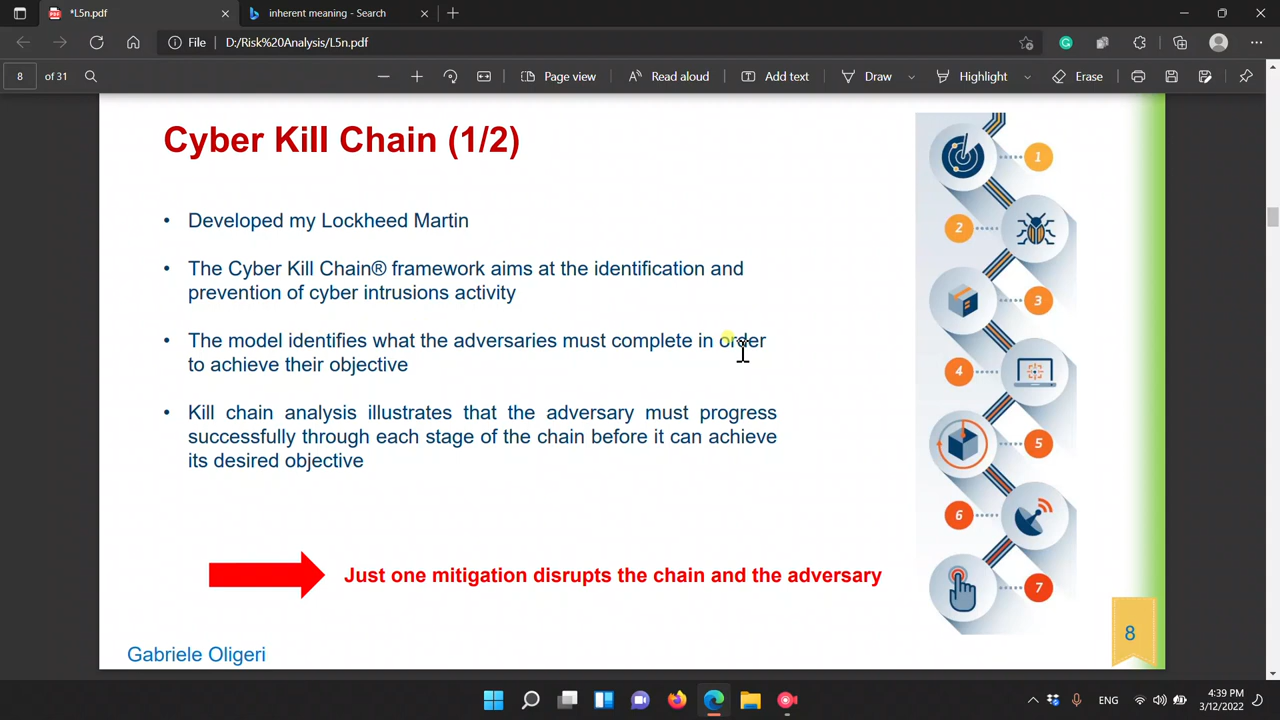 *L5n.pdf
inherent meaning - Search
File
D:/Risk%20Analysis/L5n.pdf
8
of 31
Page view
Read aloud
Add text
Draw
Highlight
Erase
Cyber Kill Chain (1/2)
• Developed my Lockheed Martin
• The Cyber Kill Chain® framework aims at the identification and
prevention of cyber intrusions activity
• The model identifies what the adversaries must complete in order
to achieve their objective
• Kill chain analysis illustrates that the adversary must progress
successfully through each stage of the chain before it can achieve
its desired objective
Just one mitigation disrupts the chain and the adversary
1
2
3
4
5
6
7
8
Gabriele Oligeri
ENG
4:39 PM
3/12/2022